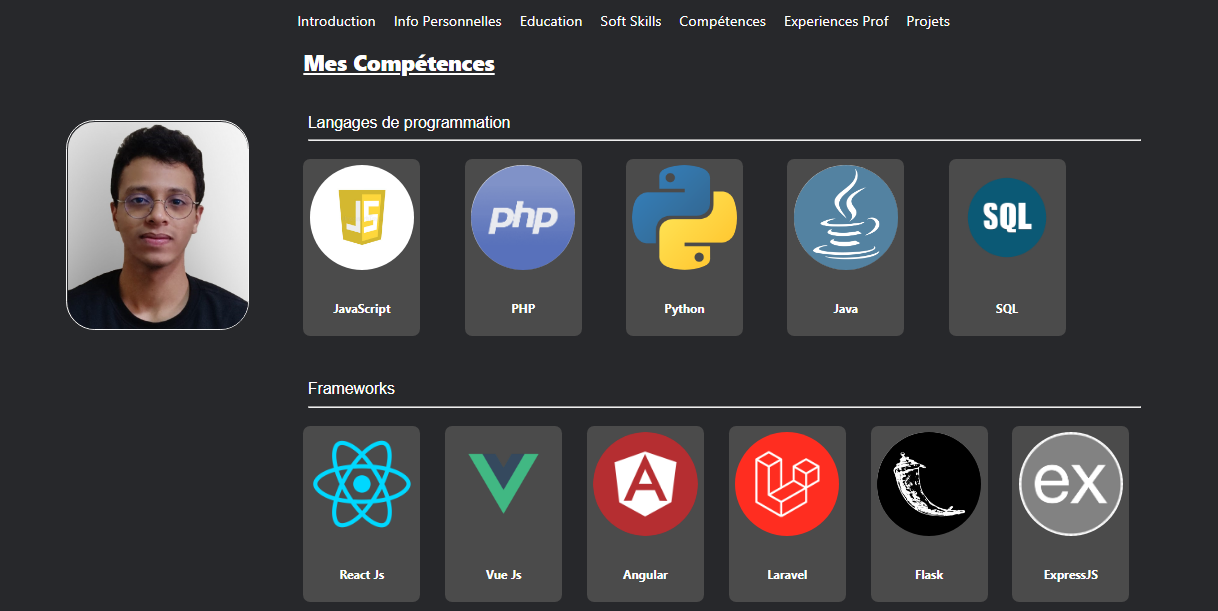 Introduction Info Personnelles Education Soft Skills Compétences Experiences Prof Projets
Mes Compétences
Langages de programmation
JS php SQL
JavaScript PHP Python Java SQL
Frameworks
A ex
React Js Vue Js Angular Laravel Flask ExpressJS